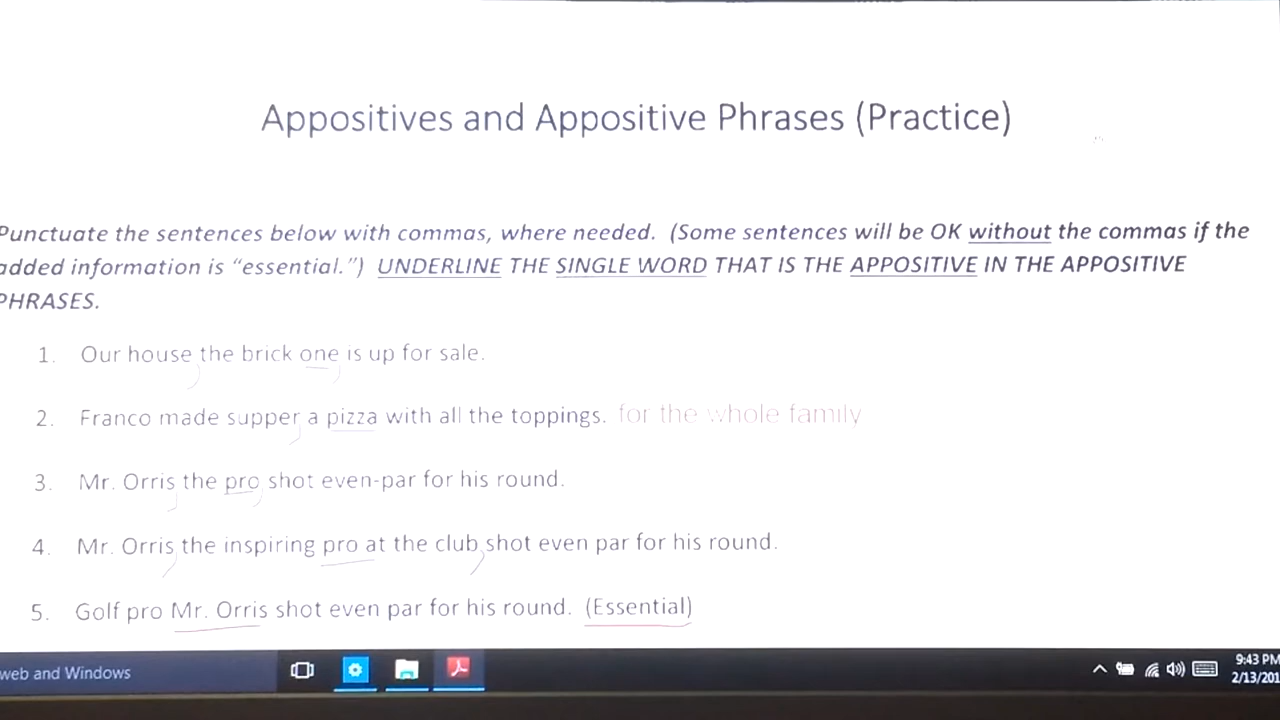 Appositives and Appositive Phrases (Practice)
Punctuate the sentences below with commas, where needed. (Some sentences will be OK without the commas if the
added information is "essential.") UNDERLINE THE SINGLE WORD THAT IS THE APPOSITIVE IN THE APPOSITIVE
PHRASES.
1. Our house, the brick one, is up for sale.
2. Franco made supper, a pizza with all the toppings. for the whole family
3. Mr. Orris, the pro, shot even-par for his round.
4. Mr. Orris, the inspiring pro at the club, shot even par for his round.
5. Golf pro Mr. Orris shot even par for his round. (Essential)
web and Windows
9:43 PM
2/13/201